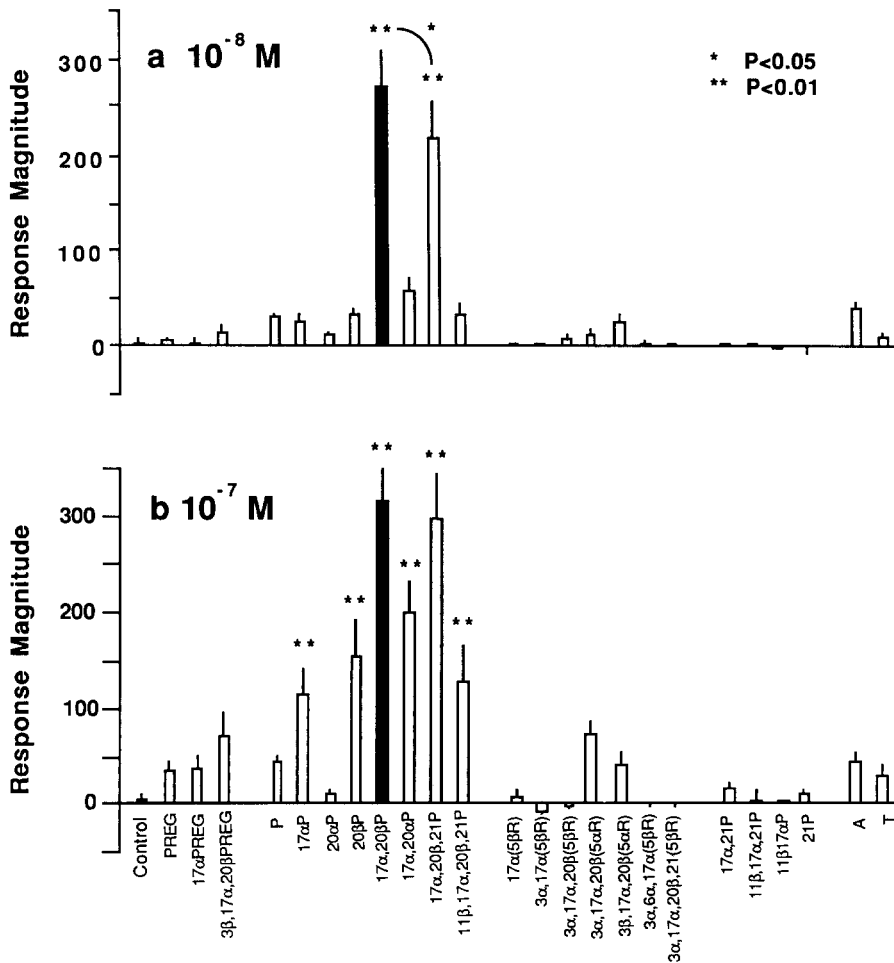 a 10-8 M
** *
**
* P<0.05
** P<0.01
Response Magnitude
300
200
100
0
b 10-7 M
** ** ** ** ** **
Response Magnitude
300
200
100
0
Control
PREG
17αPREG
3β,17α,20βPREG
P
17αP
20αP
20βP
17α,20βP
17α,20αP
17α,20β,21P
11β,17α,20β,21P
17α(5βR)
3α,17α(5βR)
3α,17α,20β(5βR)
3α,17α,20β(5αR)
3β,17α,20β(5αR)
3α,6α,17α(5βR)
3α,17α,20β,21(5βR)
17α,21P
11β,17α,21P
11β17αP
21P
A
T